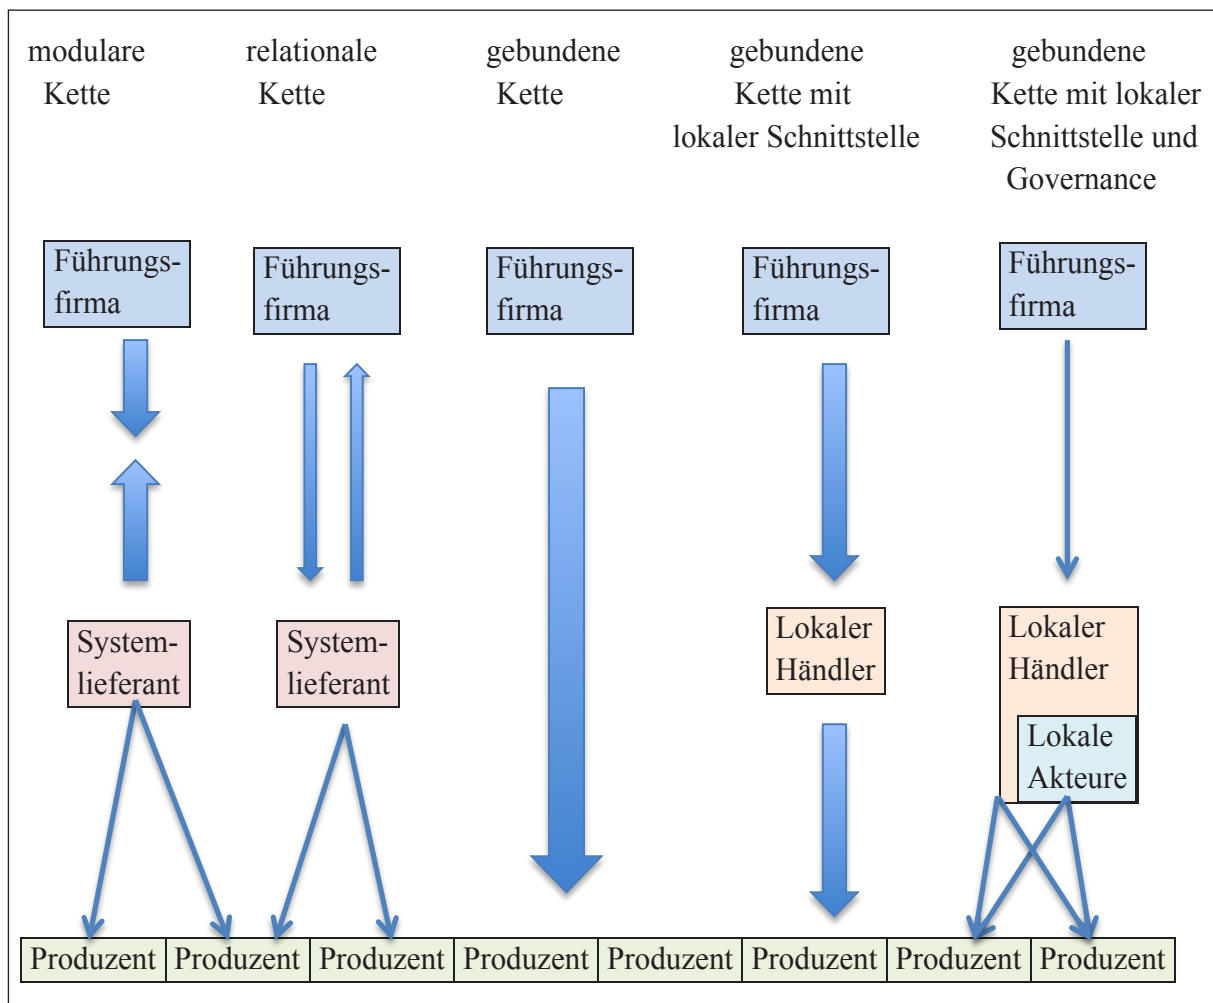 modulare
Kette
relationale
Kette
gebundene
Kette
gebundene
Kette mit
lokaler Schnittstelle
gebundene
Kette mit lokaler
Schnittstelle und
Governance
Führungs-
firma
Führungs-
firma
Führungs-
firma
Führungs-
firma
Führungs-
firma
System-
lieferant
System-
lieferant
Lokaler
Händler
Lokaler
Händler
Lokale
Akteure
Produzent
Produzent
Produzent
Produzent
Produzent
Produzent
Produzent
Produzent